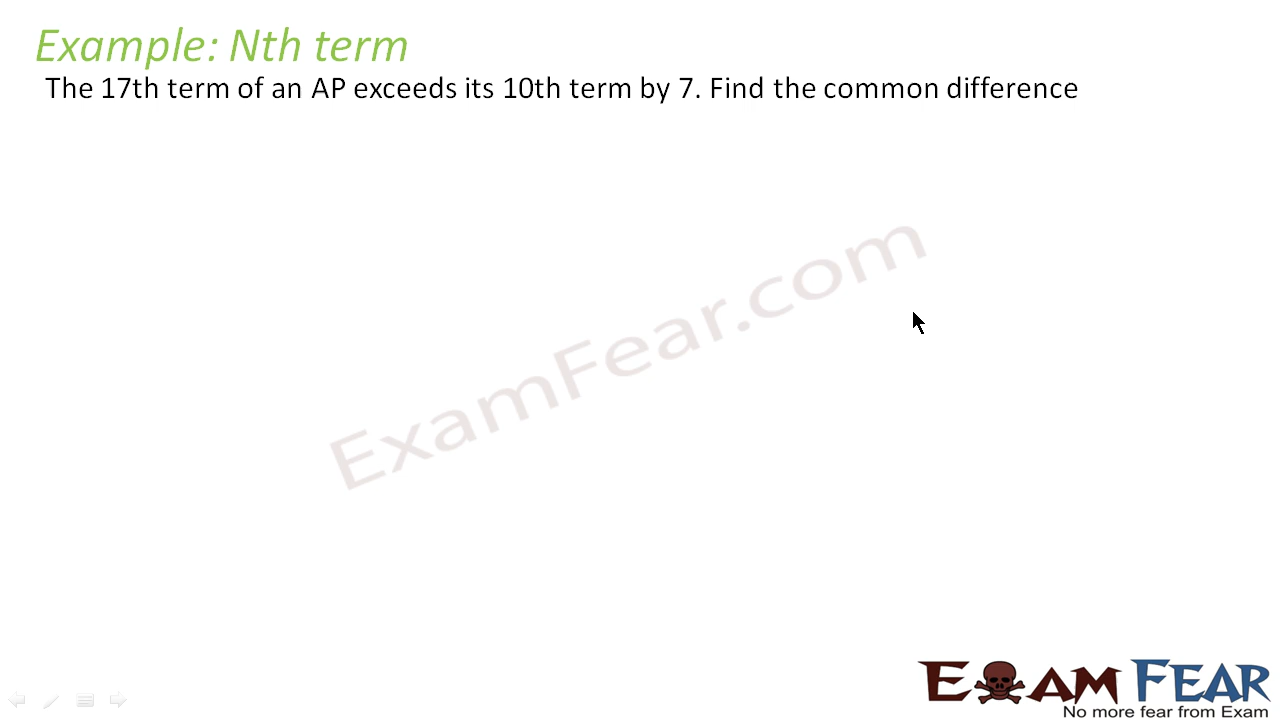 Example: Nth term
The 17th term of an AP exceeds its 10th term by 7. Find the common difference
ExamFear.com
EXAM FEAR
No more fear from Exam